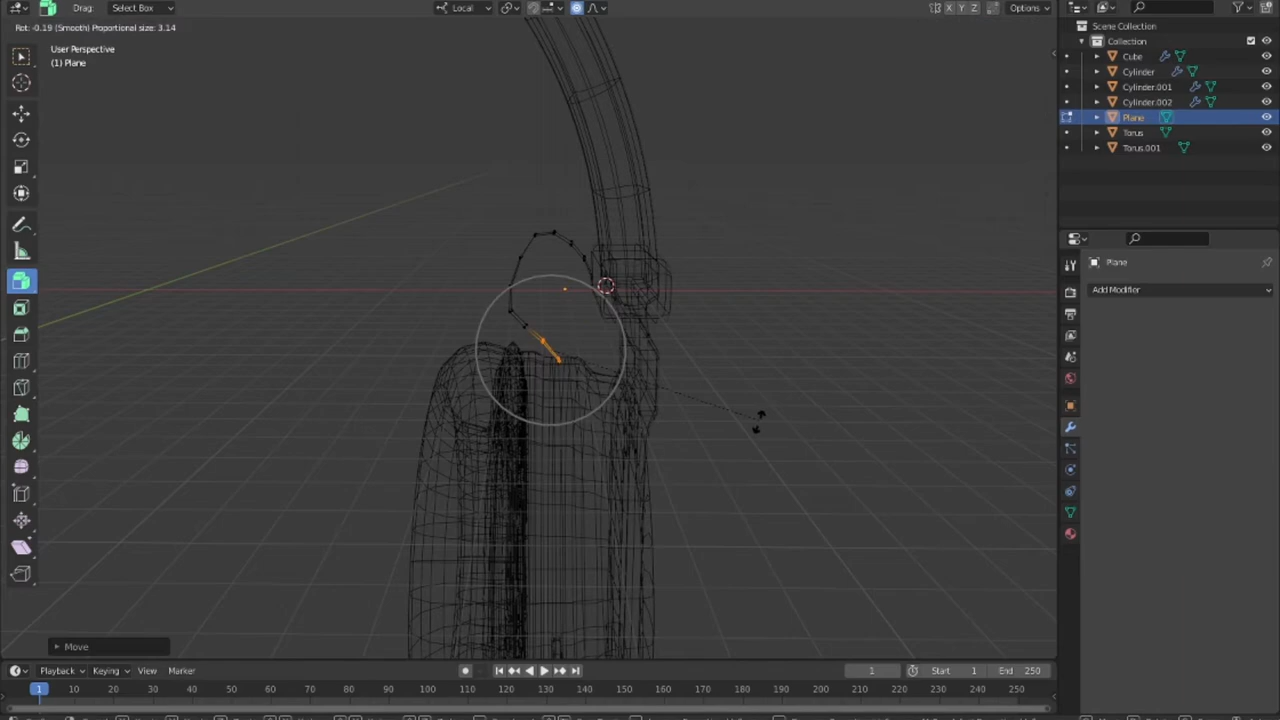 Drag: Select Box Local X Y Z Options
Rot: -0.19 (Smooth) Proportional size: 3.14
User Perspective
(1) Plane
Scene Collection
Collection
Cube
Cylinder
Cylinder.001
Cylinder.002
Plane
Torus
Torus.001
Plane
Add Modifier
Move
Playback Keying View Marker 1 Start 1 End 250
1 10 20 30 40 50 60 70 80 90 100 110 120 130 140 150 160 170 180 190 200 210 220 230 240 250